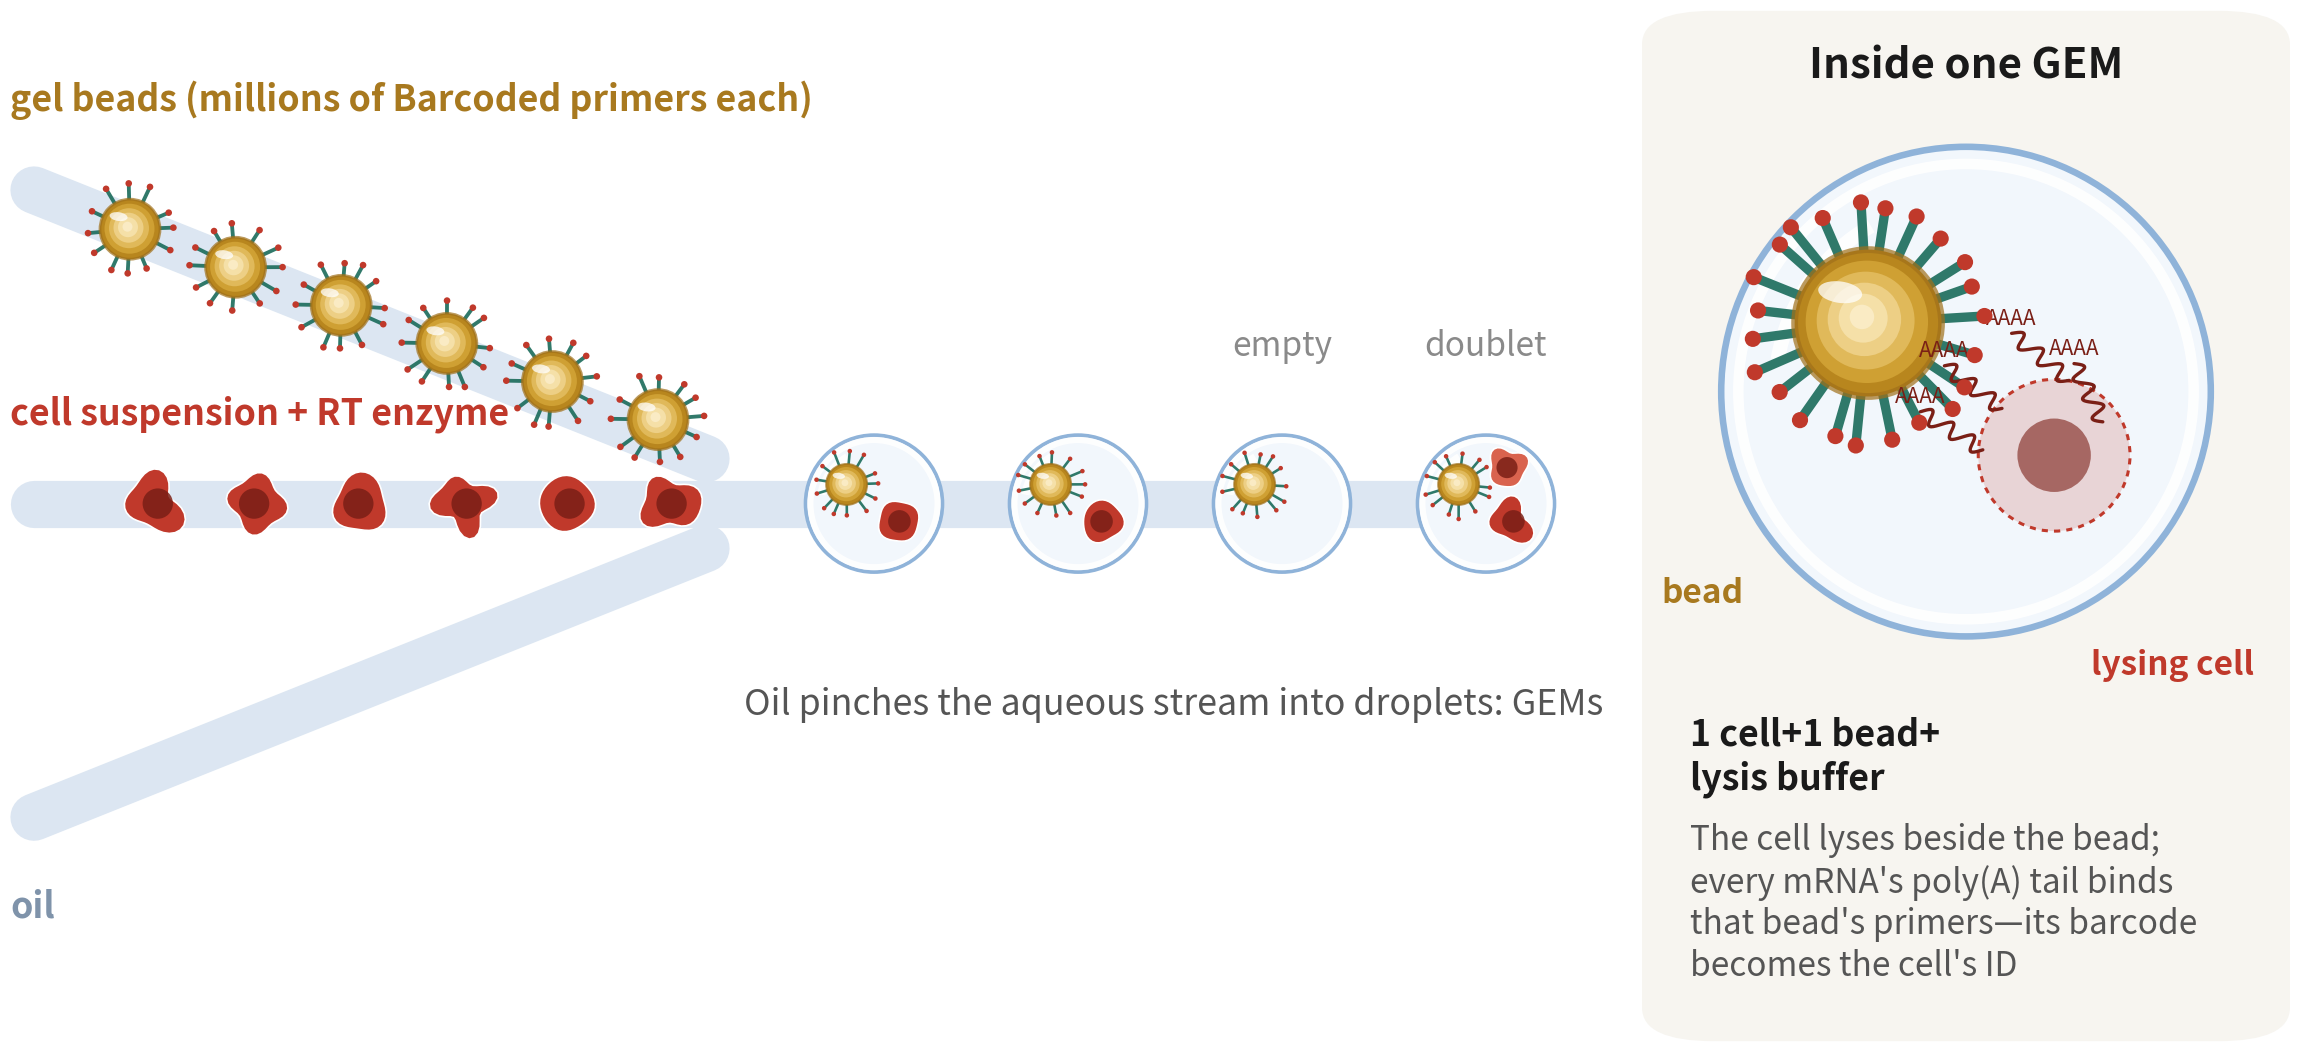 gel beads (millions of Barcoded primers each)
cell suspension + RT enzyme
oil
empty
doublet
Oil pinches the aqueous stream into droplets: GEMs
Inside one GEM
AAAA
AAAA
AAAA
AAAA
bead
lysing cell
1 cell+1 bead+
lysis buffer
The cell lyses beside the bead;
every mRNA's poly(A) tail binds
that bead's primers—its barcode
becomes the cell's ID